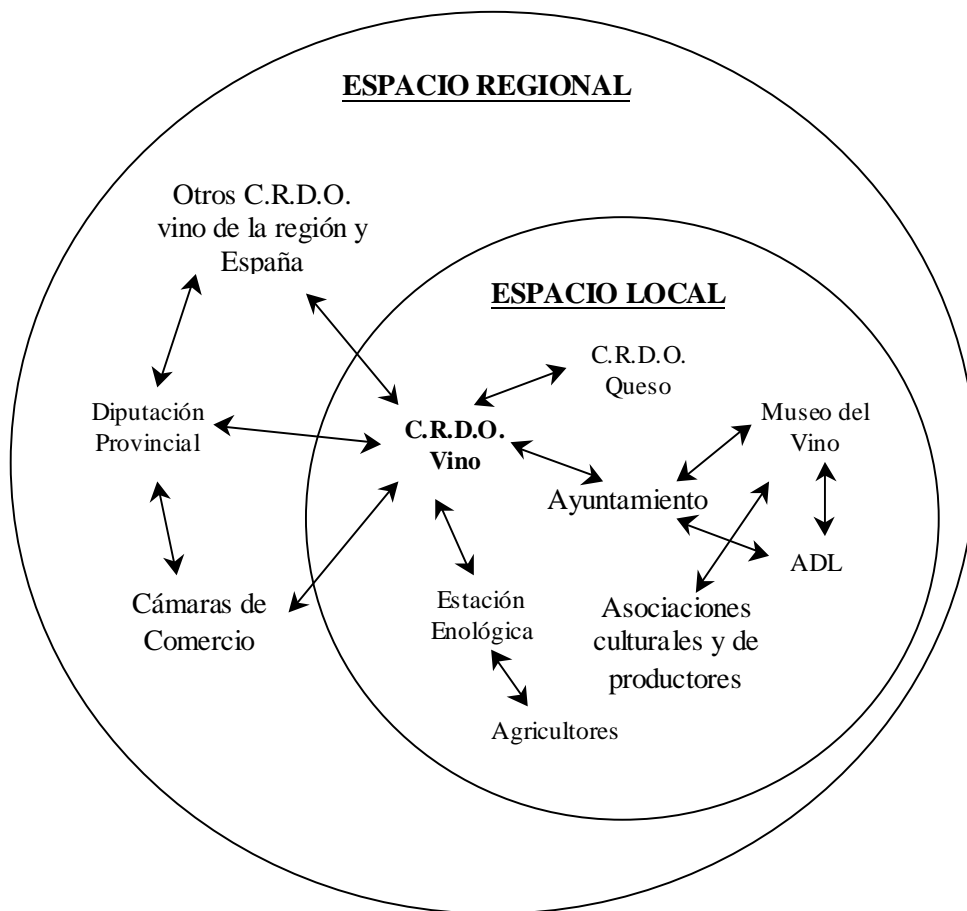 ESPACIO REGIONAL
Otros C.R.D.O.
vino de la región y
España
ESPACIO LOCAL
C.R.D.O.
Queso
Diputación
Provincial
C.R.D.O.
Vino
Museo del
Vino
Ayuntamiento
ADL
Cámaras de
Comercio
Estación
Enológica
Asociaciones
culturales y de
productores
Agricultores